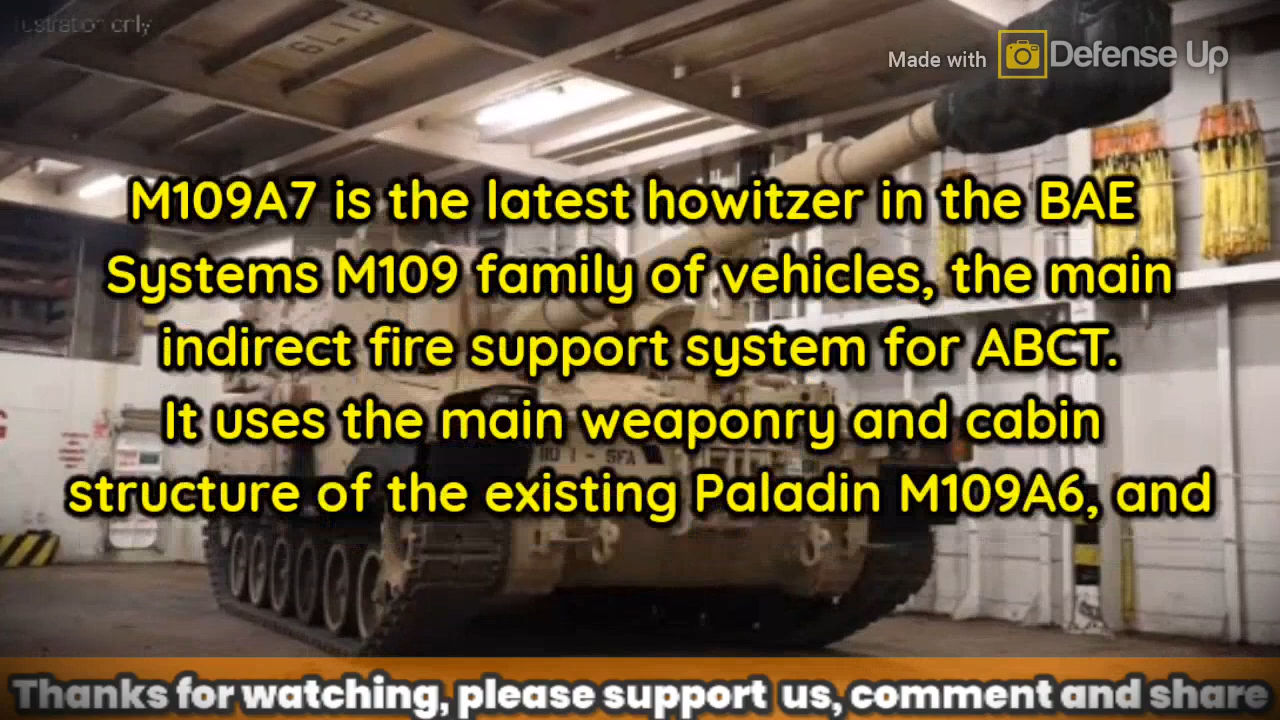 Illustration only
Made with Defense Up
M109A7 is the latest howitzer in the BAE
Systems M109 family of vehicles, the main
indirect fire support system for ABCT.
It uses the main weaponry and cabin
structure of the existing Paladin M109A6, and
Thanks for watching, please support us, comment and share